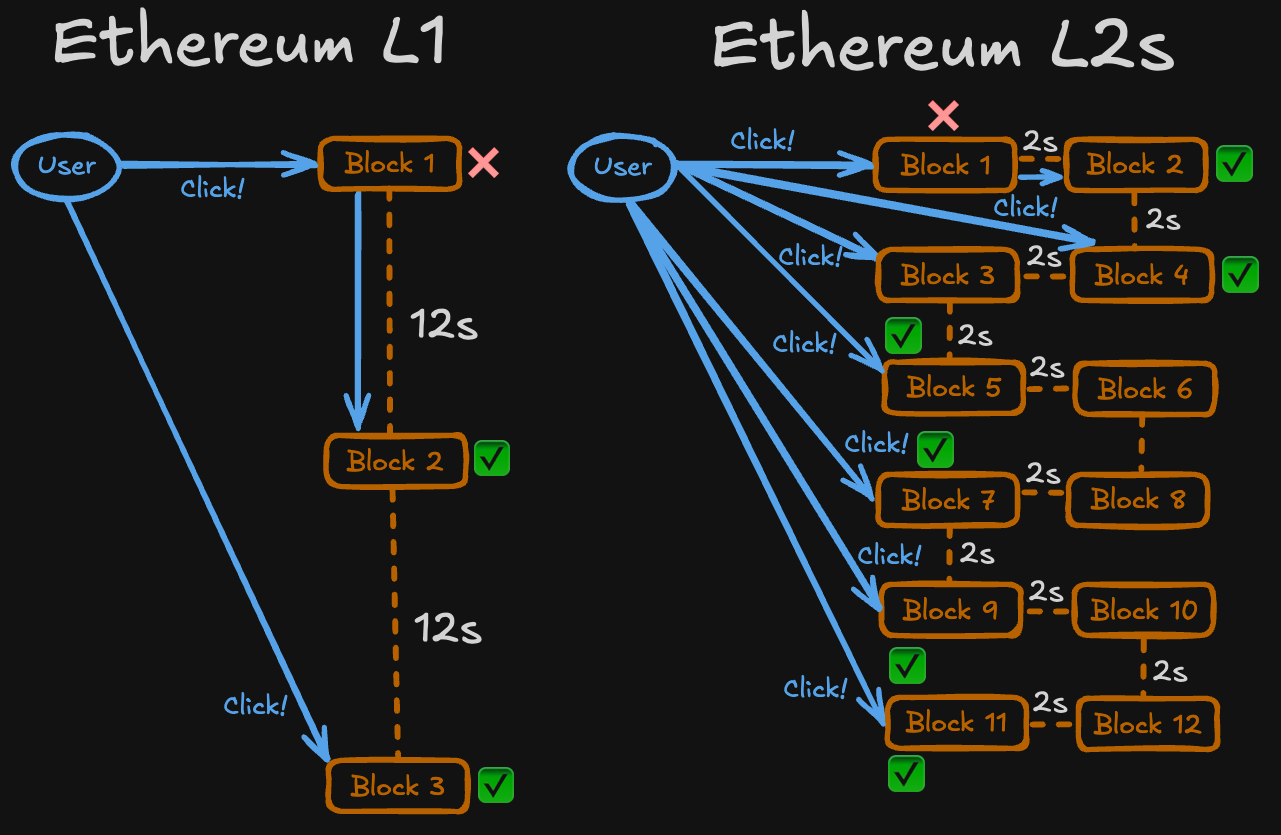 Ethereum L1
User
Click!
Block 1
12s
Block 2
12s
Click!
Block 3
Ethereum L2s
User
Click!
Block 1
2s
Block 2
Click!
2s
Click!
Block 3
2s
Block 4
2s
Click!
Block 5
2s
Block 6
Click!
Block 7
2s
Block 8
2s
Click!
Block 9
2s
Block 10
2s
Click!
Block 11
2s
Block 12